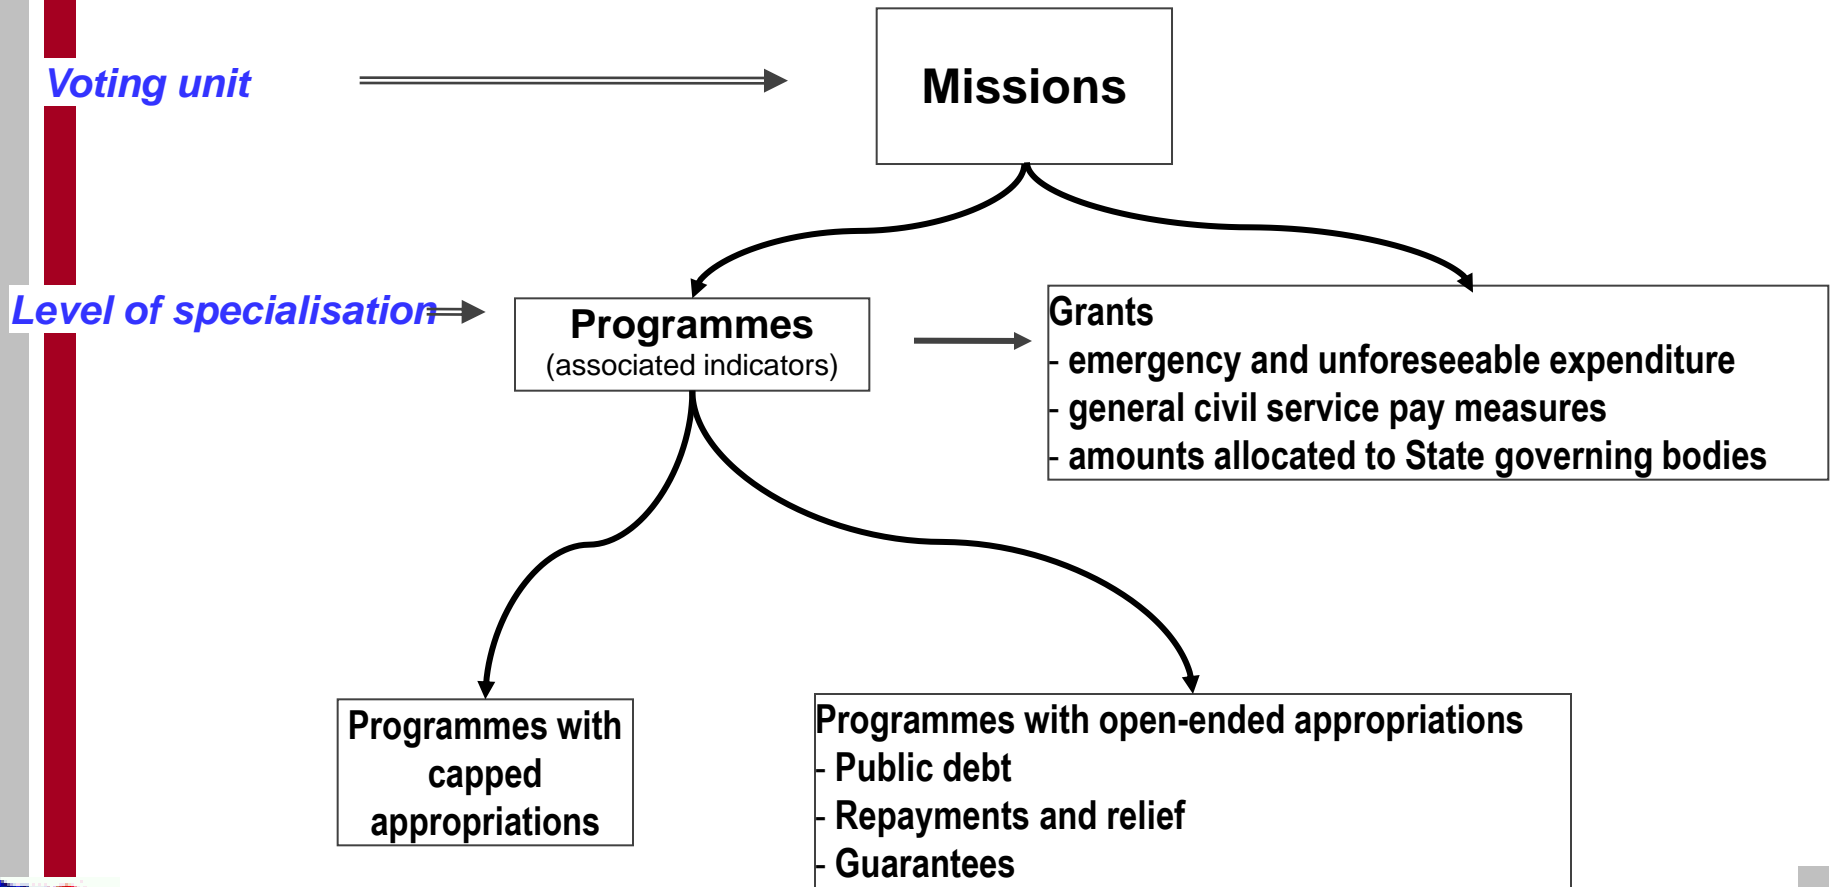 Voting unit
Missions
Level of specialisation
Programmes
(associated indicators)
Grants
- emergency and unforeseeable expenditure
- general civil service pay measures
- amounts allocated to State governing bodies
Programmes with
capped
appropriations
Programmes with open-ended appropriations
- Public debt
- Repayments and relief
- Guarantees